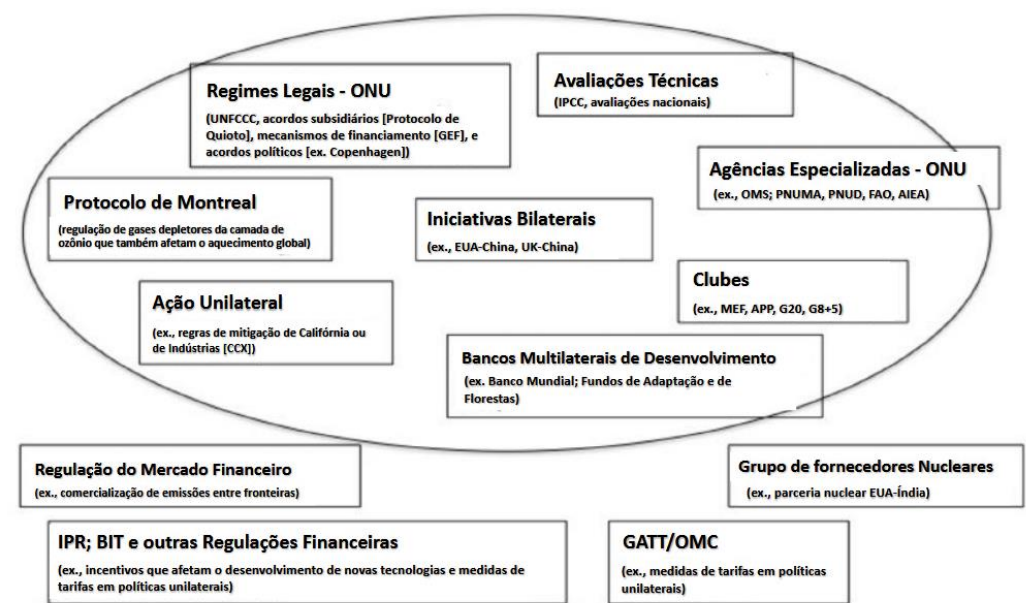 Regimes Legais - ONU
(UNFCCC, acordos subsidiários [Protocolo de
Quioto], mecanismos de financiamento [GEF], e
acordos políticos [ex. Copenhagen])
Avaliações Técnicas
(IPCC, avaliações nacionais)
Agências Especializadas - ONU
(ex., OMS; PNUMA, PNUD, FAO, AIEA)
Protocolo de Montreal
(regulação de gases depletores da camada de
ozônio que também afetam o aquecimento global)
Iniciativas Bilaterais
(ex., EUA-China, UK-China)
Clubes
(ex., MEF, APP, G20, G8+5)
Ação Unilateral
(ex., regras de mitigação de Califórnia ou
de Indústrias [CCX])
Bancos Multilaterais de Desenvolvimento
(ex. Banco Mundial; Fundos de Adaptação e de
Florestas)
Regulação do Mercado Financeiro
(ex., comercialização de emissões entre fronteiras)
Grupo de fornecedores Nucleares
(ex., parceria nuclear EUA-Índia)
IPR; BIT e outras Regulações Financeiras
(ex., incentivos que afetam o desenvolvimento de novas tecnologias e medidas de
tarifas em políticas unilaterais)
GATT/OMC
(ex., medidas de tarifas em políticas
unilaterais)